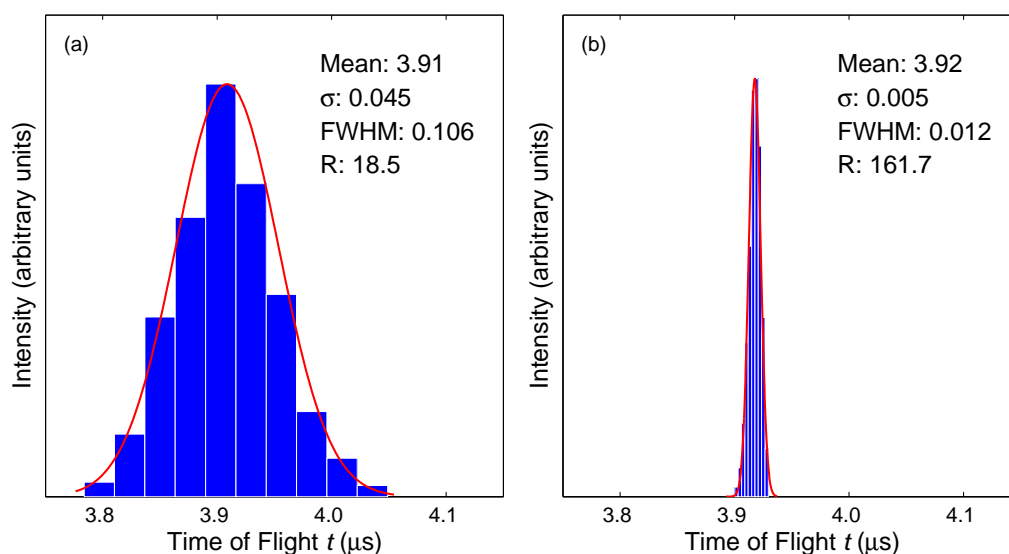 (a)
Mean: 3.91
σ: 0.045
FWHM: 0.106
R: 18.5
Intensity (arbitrary units)
3.8 3.9 4.0 4.1
Time of Flight t (μs)
(b)
Mean: 3.92
σ: 0.005
FWHM: 0.012
R: 161.7
Intensity (arbitrary units)
3.8 3.9 4.0 4.1
Time of Flight t (μs)